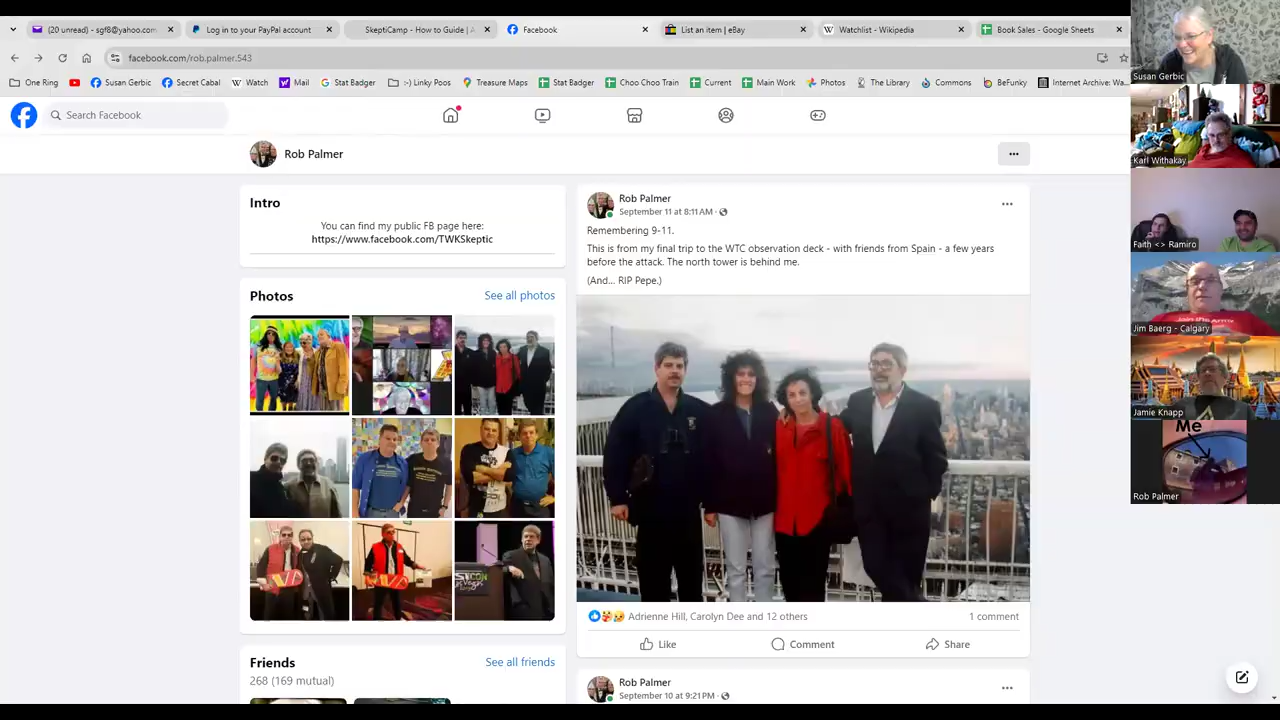 (20 unread) - sgf8@yahoo.com
Log in to your PayPal account
SkeptiCamp - How to Guide | A
Facebook
List an item | eBay
Watchlist - Wikipedia
Book Sales - Google Sheets
facebook.com/rob.palmer.543
One Ring
Susan Gerbic
Secret Cabal
Watch
Mail
Stat Badger
:-) Linky Poos
Treasure Maps
Stat Badger
Choo Choo Train
Current
Main Work
Photos
The Library
Commons
BeFunky
Internet Archive: Wa...
Search Facebook
Rob Palmer
Intro
You can find my public FB page here:
https://www.facebook.com/TWKSkeptic
Photos
See all photos
Friends
See all friends
268 (169 mutual)
Rob Palmer
September 11 at 8:11AM
Remembering 9-11.
This is from my final trip to the WTC observation deck - with friends from Spain - a few years
before the attack. The north tower is behind me.
(And... RIP Pepe.)
Adrienne Hill, Carolyn Dee and 12 others
1 comment
Like
Comment
Share
Rob Palmer
September 10 at 9:21PM
Susan Gerbic
Karl Withakay
Faith <> Ramiro
Jim Baerg - Calgary
Jamie Knapp
Me
Rob Palmer